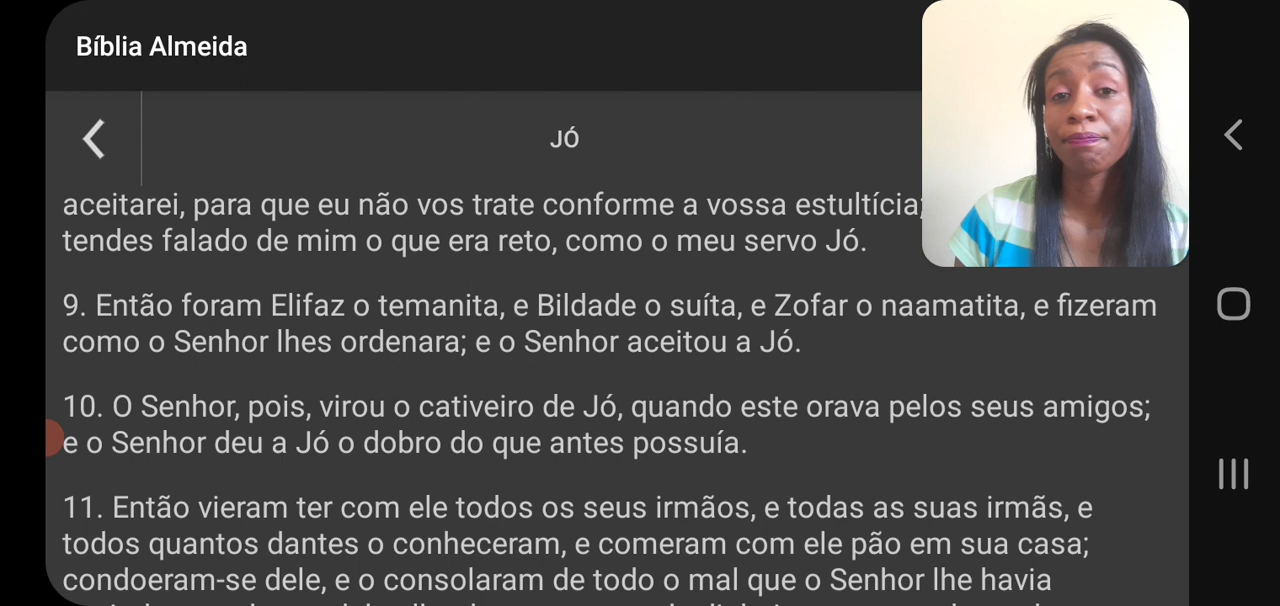 Bíblia Almeida
JÓ
aceitarei, para que eu não vos trate conforme a vossa estultícia;
tendes falado de mim o que era reto, como o meu servo Jó.
9. Então foram Elifaz o temanita, e Bildade o suíta, e Zofar o naamatita, e fizeram
como o Senhor lhes ordenara; e o Senhor aceitou a Jó.
10. O Senhor, pois, virou o cativeiro de Jó, quando este orava pelos seus amigos;
e o Senhor deu a Jó o dobro do que antes possuía.
11. Então vieram ter com ele todos os seus irmãos, e todas as suas irmãs, e
todos quantos dantes o conheceram, e comeram com ele pão em sua casa;
condoeram-se dele, e o consolaram de todo o mal que o Senhor lhe havia